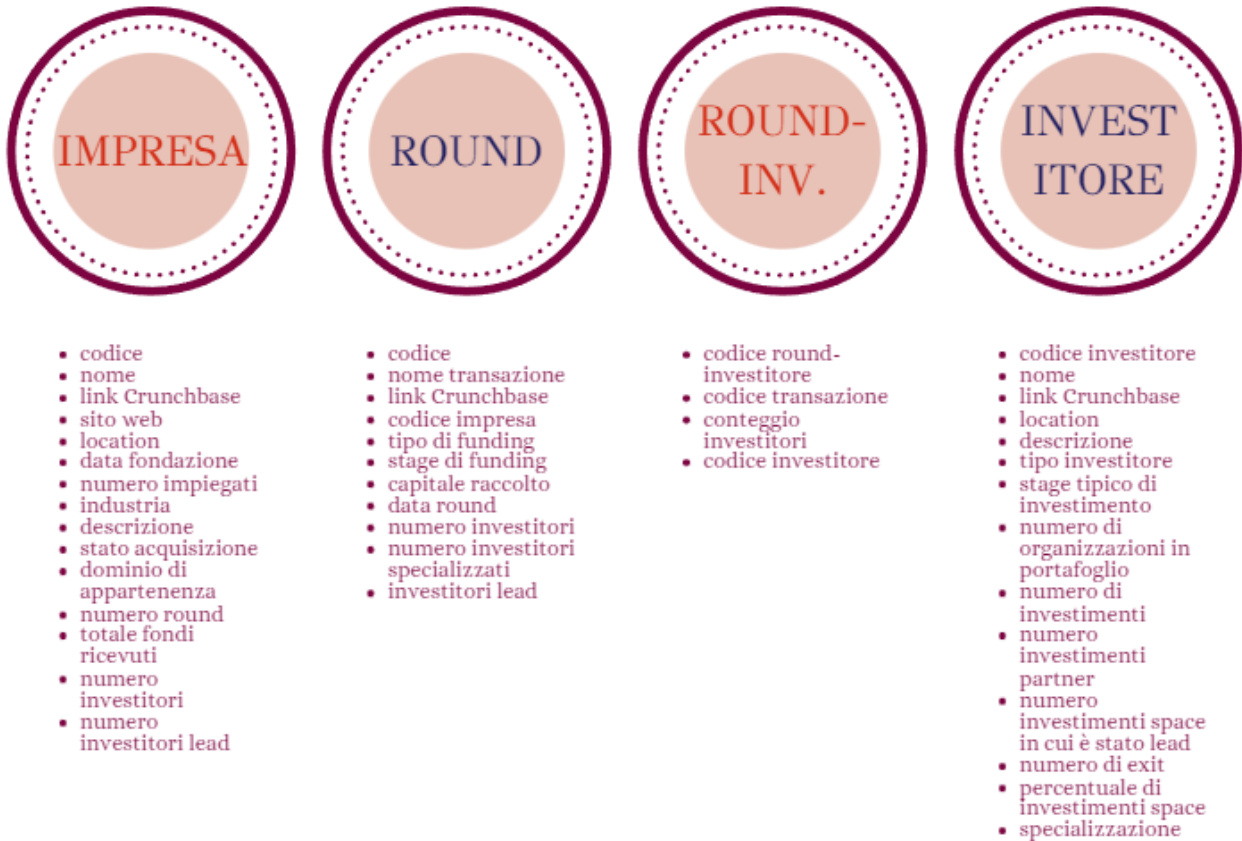 IMPRESA
ROUND
ROUND-
INV.
INVEST
ITORE
codice
nome
link Crunchbase
sito web
location
data fondazione
numero impiegati
industria
descrizione
stato acquisizione
dominio di
appartenenza
numero round
totale fondi
ricevuti
numero
investitori
numero
investitori lead
codice
nome transazione
link Crunchbase
codice impresa
tipo di funding
stage di funding
capitale raccolto
data round
numero investitori
numero investitori
specializzati
investitori lead
codice round-
investitore
codice transazione
conteggio
investitori
codice investitore
codice investitore
nome
link Crunchbase
location
descrizione
tipo investitore
stage tipico di
investimento
numero di
organizzazioni in
portafoglio
numero di
investimenti
numero
investimenti
partner
numero
investimenti space
in cui è stato lead
numero di exit
percentuale di
investimenti space
specializzazione